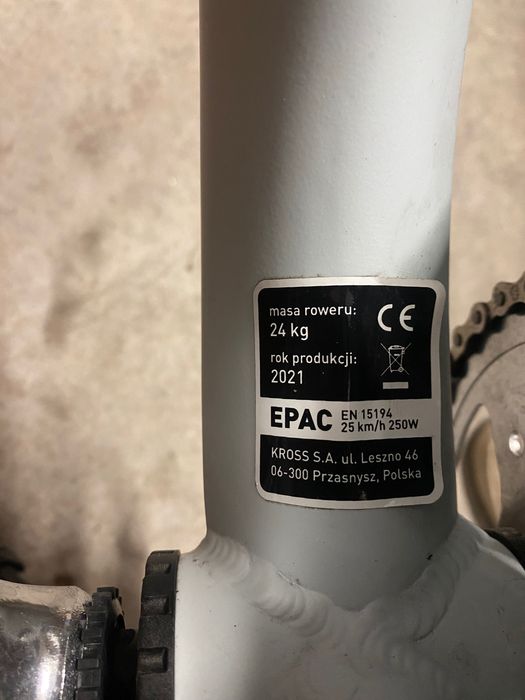 masa roweru:
24 kg
CE
rok produkcji:
2021
EPAC
EN 15194
25 km/h 250W
KROSS S.A. ul. Leszno 46
06-300 Przasnysz, Polska